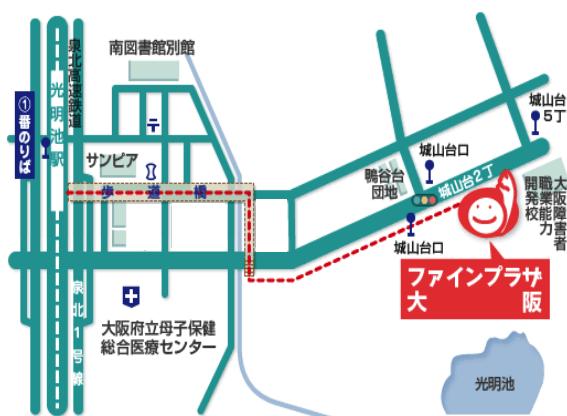 南図書館別館
泉北高速鉄道
光明池駅
①番のりば
〒
サンピア
歩道橋
城山台
5丁
城山台口
鴨谷台
団地
城山台2丁
大阪障害者
職業能力
開発校
城山台口
ファインプラザ
大阪
泉北1号線
大阪府立母子保健
総合医療センター
光明池